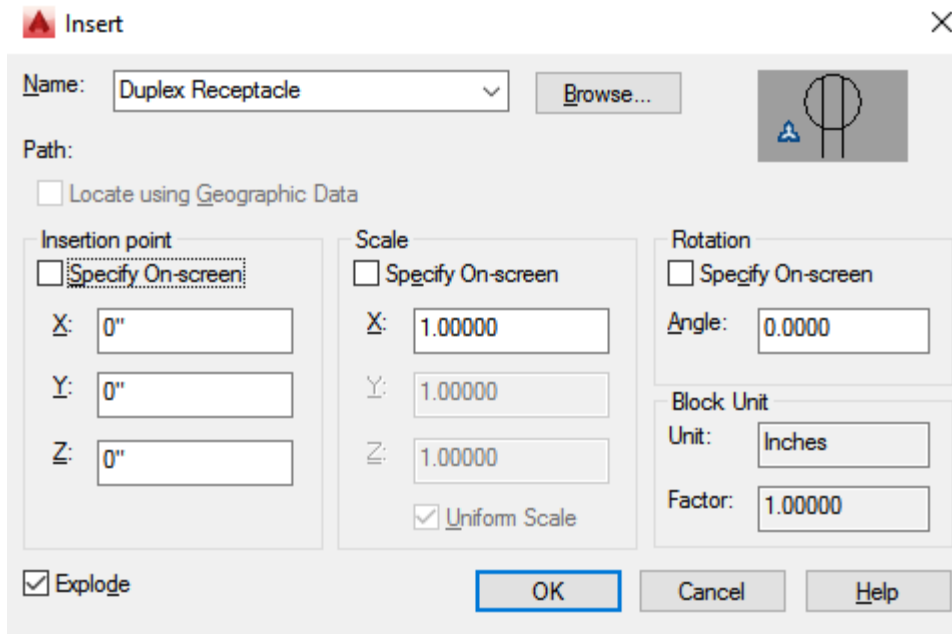 Insert
Name: Duplex Receptacle Browse...
Path:
Locate using Geographic Data
Insertion point
Specify On-screen
X: 0"
Y: 0"
Z: 0"
Scale
Specify On-screen
X: 1.00000
Y: 1.00000
Z: 1.00000
Uniform Scale
Rotation
Specify On-screen
Angle: 0.0000
Block Unit
Unit: Inches
Factor: 1.00000
Explode
OK Cancel Help